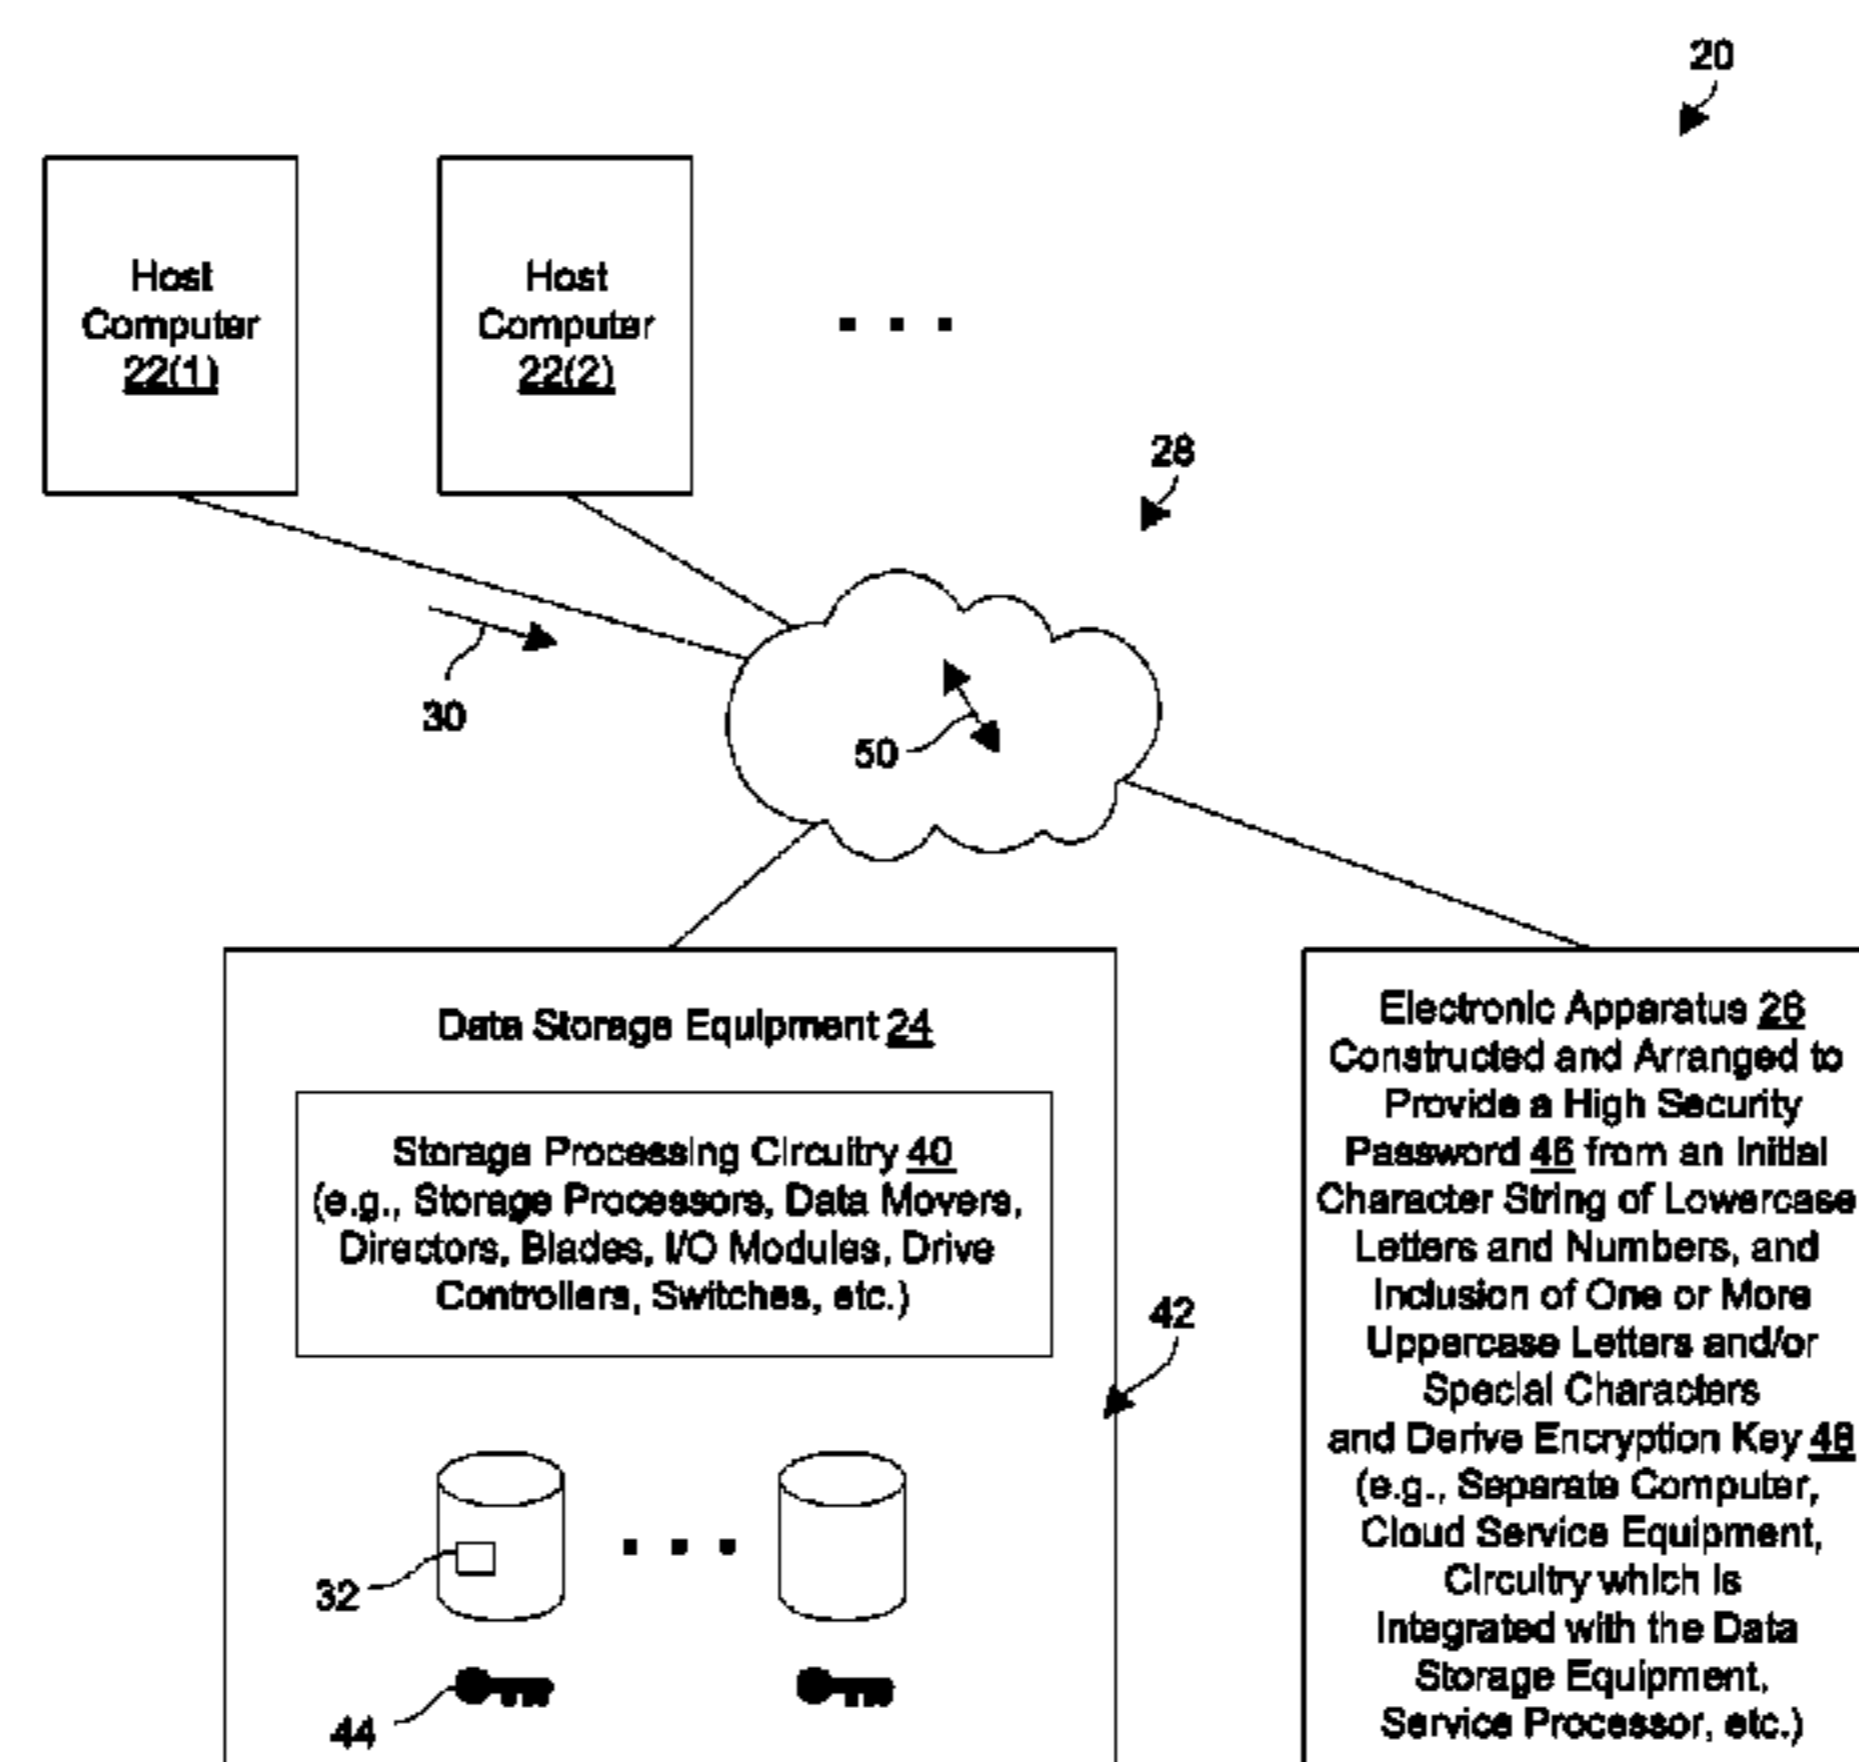 20
Host
Computer
22(1)
Host
Computer
22(2)
28
30
50
Data Storage Equipment 24
Storage Processing Circuitry 40
(e.g., Storage Processors, Data Movers,
Directors, Blades, I/O Modules, Drive
Controllers, Switches, etc.)
42
32
44
Electronic Apparatus 26
Constructed and Arranged to
Provide a High Security
Password 46 from an Initial
Character String of Lowercase
Letters and Numbers, and
Inclusion of One or More
Uppercase Letters and/or
Special Characters
and Derive Encryption Key 48
(e.g., Separate Computer,
Cloud Service Equipment,
Circuitry which is
Integrated with the Data
Storage Equipment,
Service Processor, etc.)